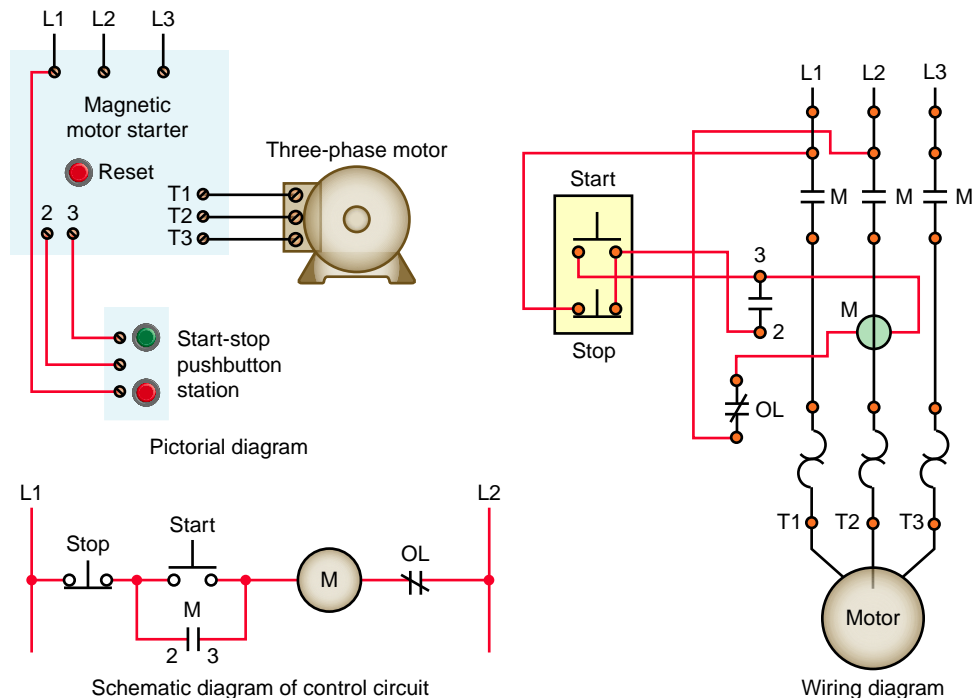 L1 L2 L3
Magnetic
motor starter
Reset
2 3
T1
T2
T3
Three-phase motor
Start-stop
pushbutton
station
Pictorial diagram
L1 L2
Stop
Start
M
OL
M
2 3
Schematic diagram of control circuit
L1 L2 L3
M M M
Start
Stop
3
2
M
OL
T1 T2 T3
Motor
Wiring diagram